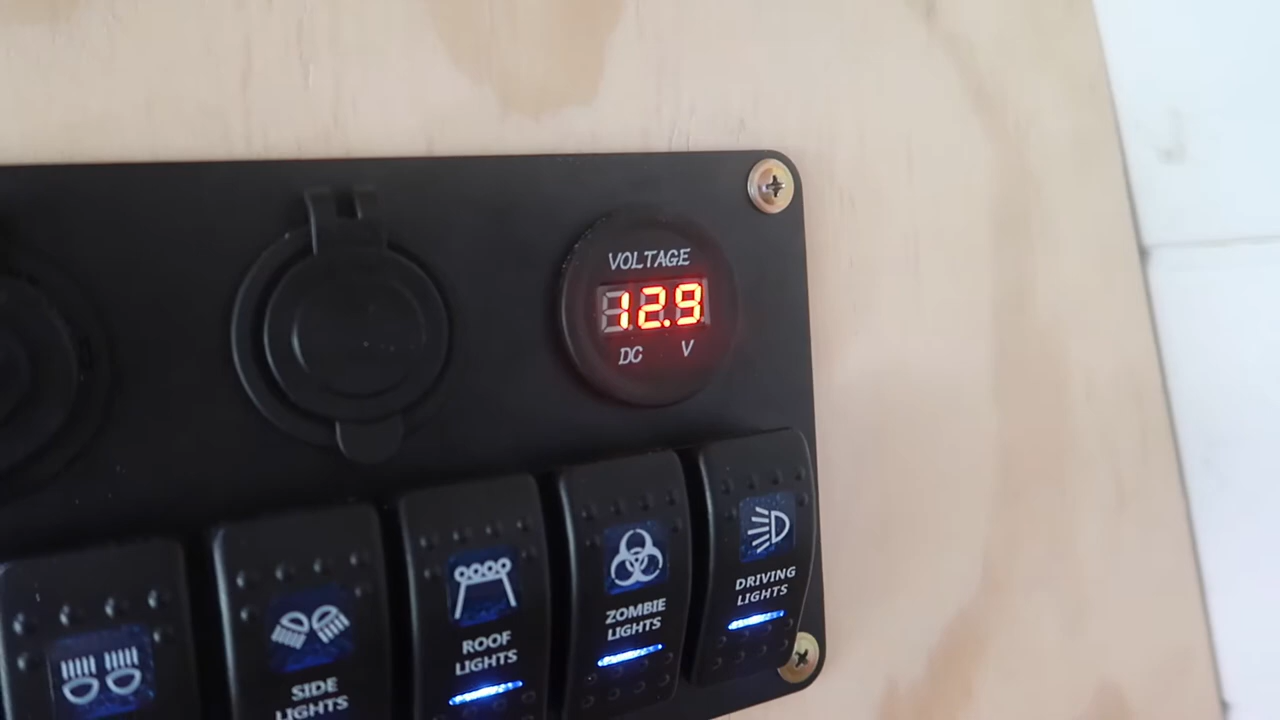 VOLTAGE
12.9
DC V
DRIVING
LIGHTS
ZOMBIE
LIGHTS
ROOF
LIGHTS
SIDE
LIGHTS